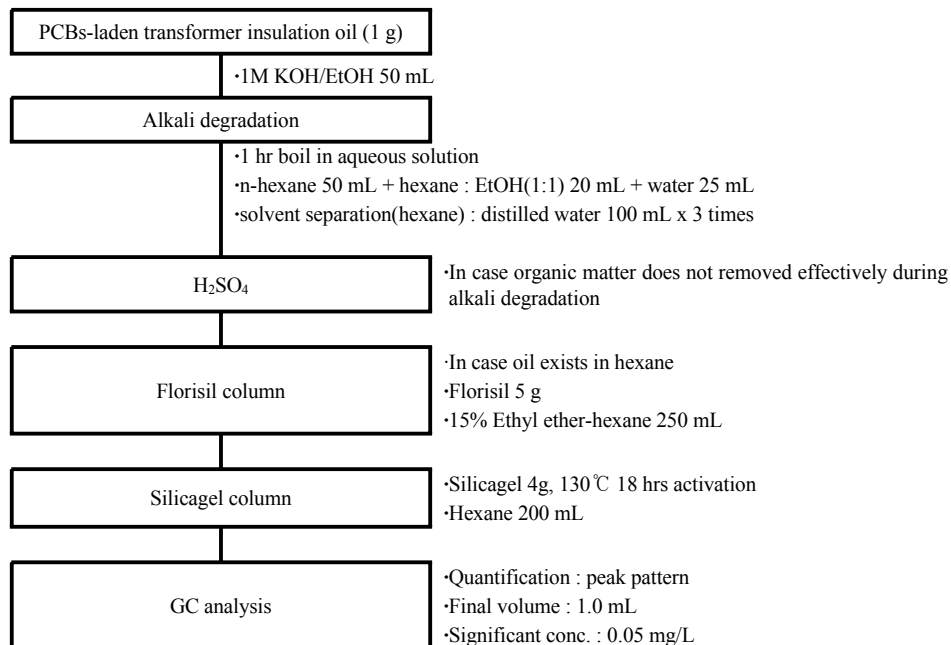 PCBs-laden transformer insulation oil (1 g)
·1M KOH/EtOH 50 mL
Alkali degradation
·1 hr boil in aqueous solution
·n-hexane 50 mL + hexane : EtOH(1:1) 20 mL + water 25 mL
·solvent separation(hexane) : distilled water 100 mL x 3 times
H₂SO₄
·In case organic matter does not removed effectively during
alkali degradation
Florisil column
·In case oil exists in hexane
·Florisil 5 g
·15% Ethyl ether-hexane 250 mL
Silicagel column
·Silicagel 4g, 130℃ 18 hrs activation
·Hexane 200 mL
GC analysis
·Quantification : peak pattern
·Final volume : 1.0 mL
·Significant conc. : 0.05 mg/L